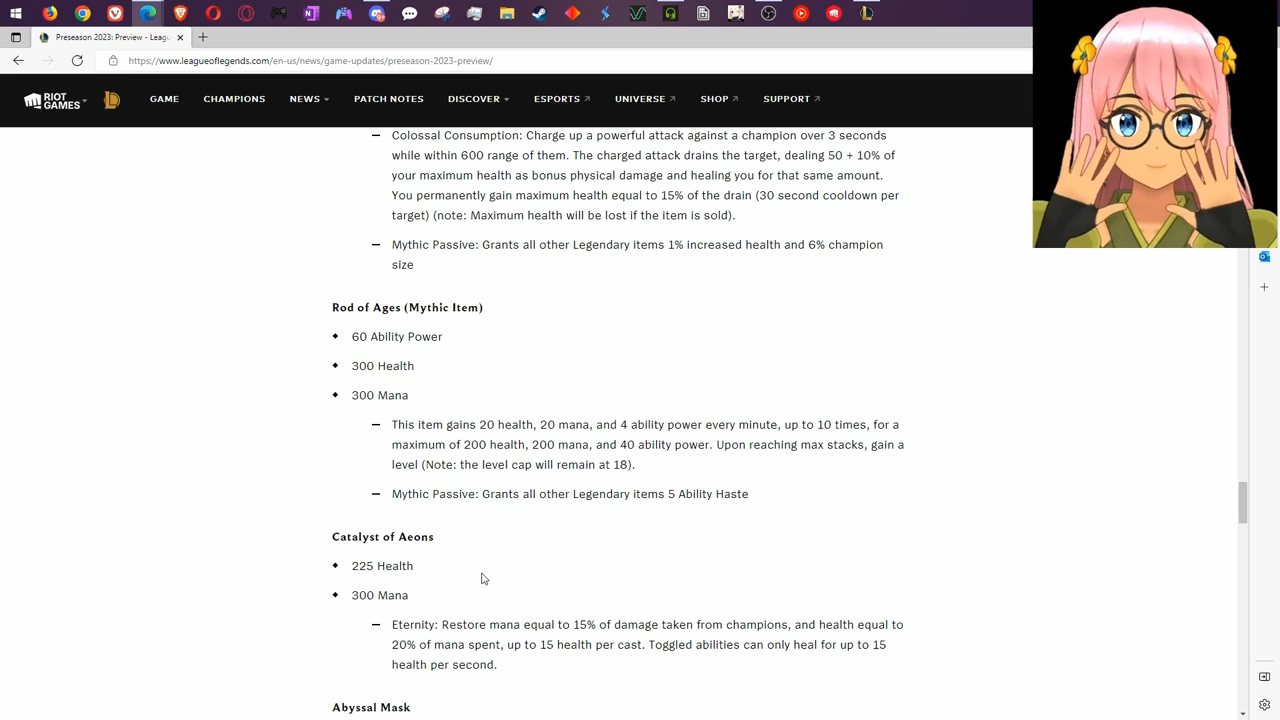 Preseason 2023: Preview - Leagu
https://www.leagueoflegends.com/en-us/news/game-updates/preseason-2023-preview/
RIOT GAMES
GAME
CHAMPIONS
NEWS
PATCH NOTES
DISCOVER
ESPORTS
UNIVERSE
SHOP
SUPPORT
– Colossal Consumption: Charge up a powerful attack against a champion over 3 seconds
while within 600 range of them. The charged attack drains the target, dealing 50 + 10% of
your maximum health as bonus physical damage and healing you for that same amount.
You permanently gain maximum health equal to 15% of the drain (30 second cooldown per
target) (note: Maximum health will be lost if the item is sold).
– Mythic Passive: Grants all other Legendary items 1% increased health and 6% champion
size
Rod of Ages (Mythic Item)
60 Ability Power
300 Health
300 Mana
– This item gains 20 health, 20 mana, and 4 ability power every minute, up to 10 times, for a
maximum of 200 health, 200 mana, and 40 ability power. Upon reaching max stacks, gain a
level (Note: the level cap will remain at 18).
– Mythic Passive: Grants all other Legendary items 5 Ability Haste
Catalyst of Aeons
225 Health
300 Mana
– Eternity: Restore mana equal to 15% of damage taken from champions, and health equal to
20% of mana spent, up to 15 health per cast. Toggled abilities can only heal for up to 15
health per second.
Abyssal Mask